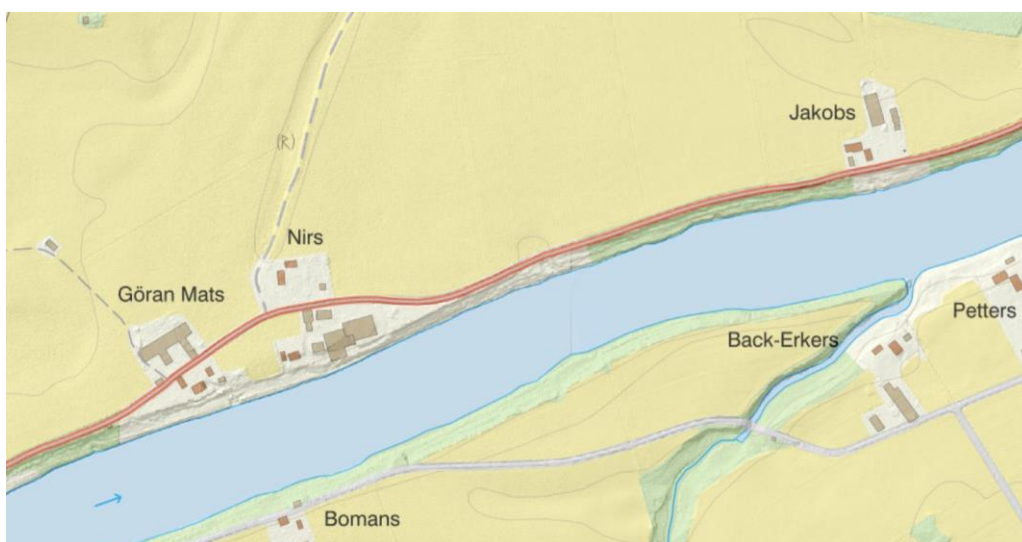 Jakobs
(R)
Nirs
Göran Mats
Petters
Back-Erkers
Bomans